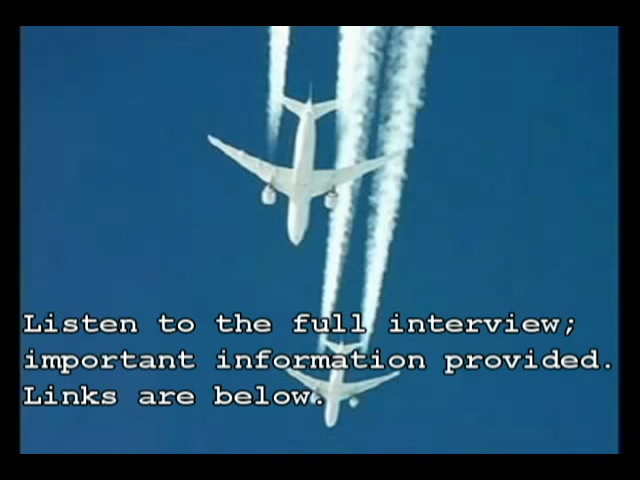 Listen to the full interview;
important information provided.
Links are below.